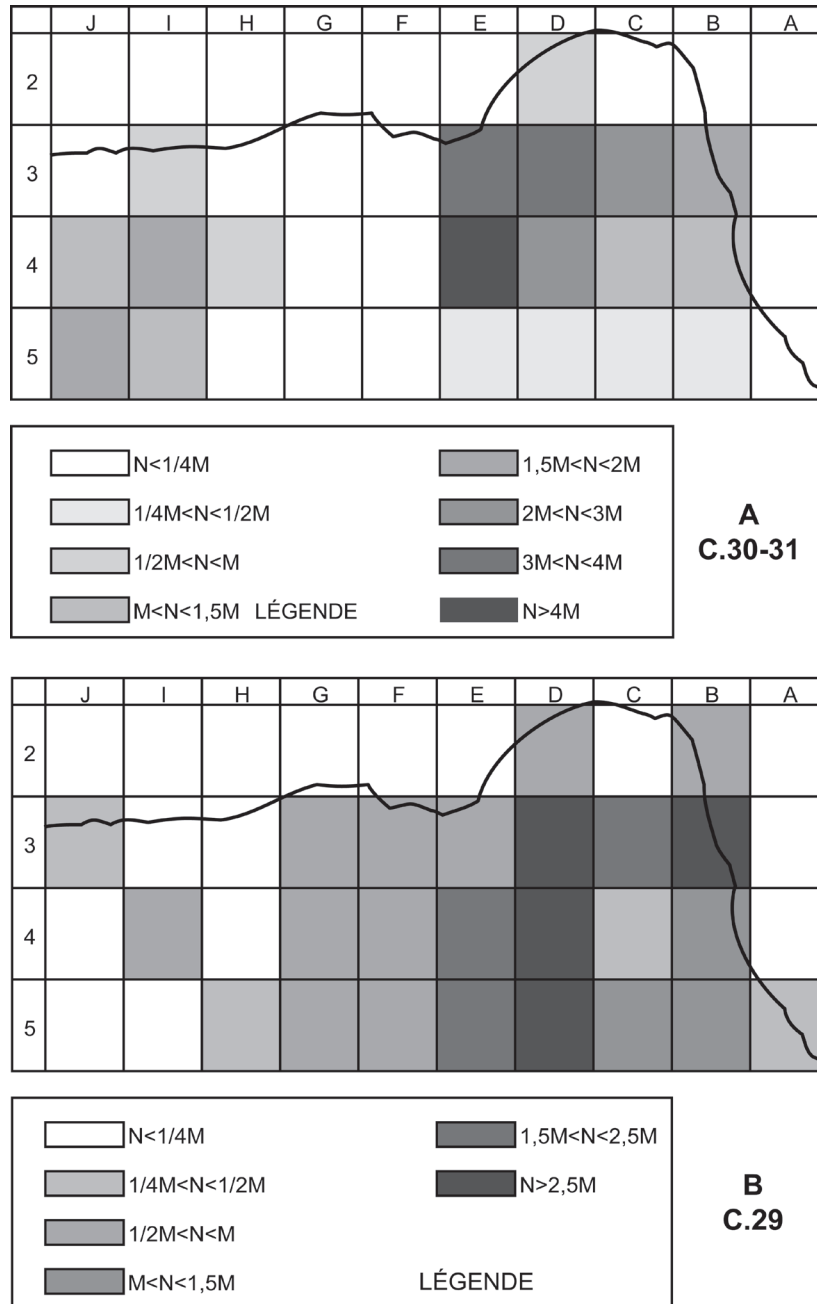 J I H G F E D C B A
2
3
4
5
N<1/4M
1/4M<N<1/2M
1/2M<N<M
M<N<1,5M LÉGENDE
1,5M<N<2M
2M<N<3M
3M<N<4M
N>4M
A
C.30-31
J I H G F E D C B A
2
3
4
5
N<1/4M
1/4M<N<1/2M
1/2M<N<M
M<N<1,5M
1,5M<N<2,5M
N>2,5M
LÉGENDE
B
C.29